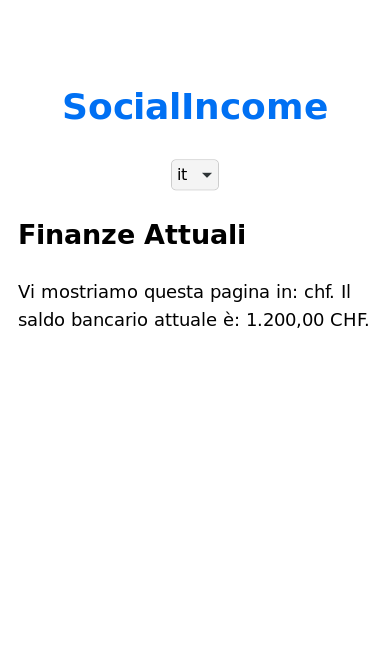 SocialIncome
it
Finanze Attuali
Vi mostriamo questa pagina in: chf. Il
saldo bancario attuale è: 1.200,00 CHF.